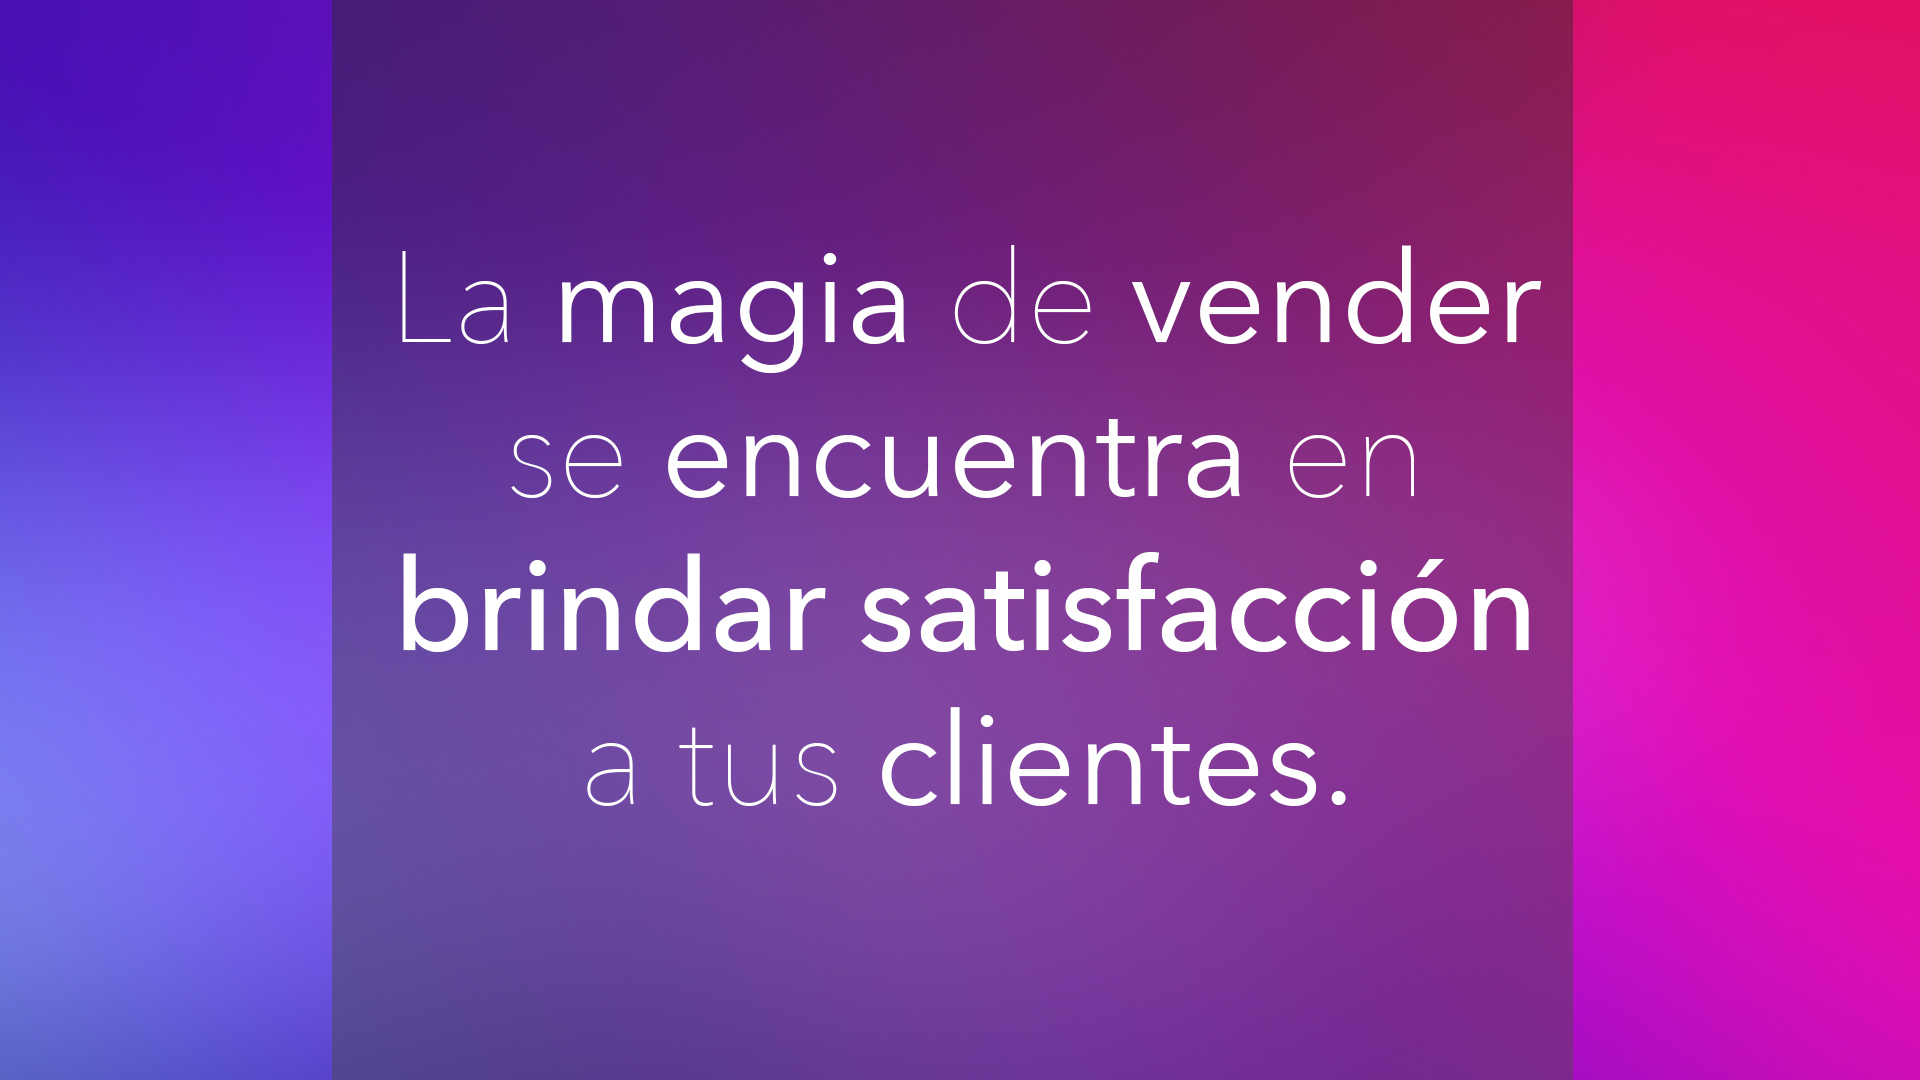 La magia de vender
se encuentra en
brindar satisfacción
a tus clientes.